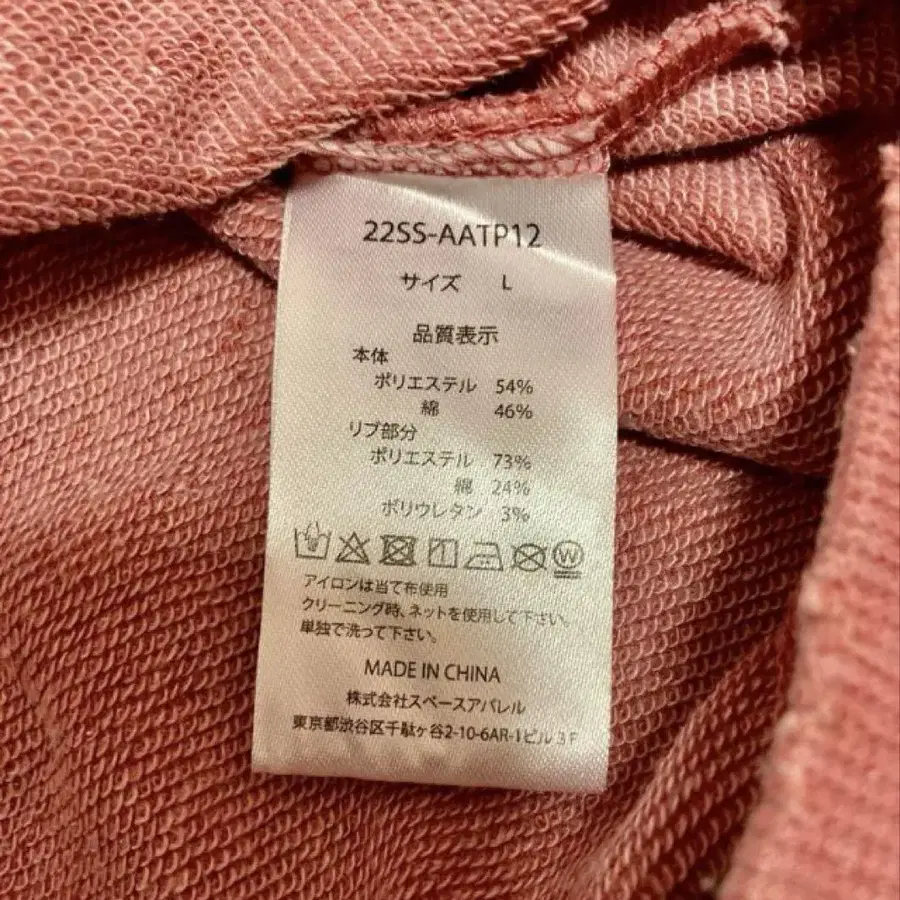 22SS-AATP12
サイズ L
品質表示
本体
ポリエステル 54%
綿 46%
リブ部分
ポリエステル 73%
綿 24%
ポリウレタン 3%
W
アイロンは当て布使用
クリーニング時、ネットを使用して下さい。
単独で洗って下さい。
MADE IN CHINA
株式会社スペースアパレル
東京都渋谷区千駄ヶ谷2-10-6AR-1ビル 3F